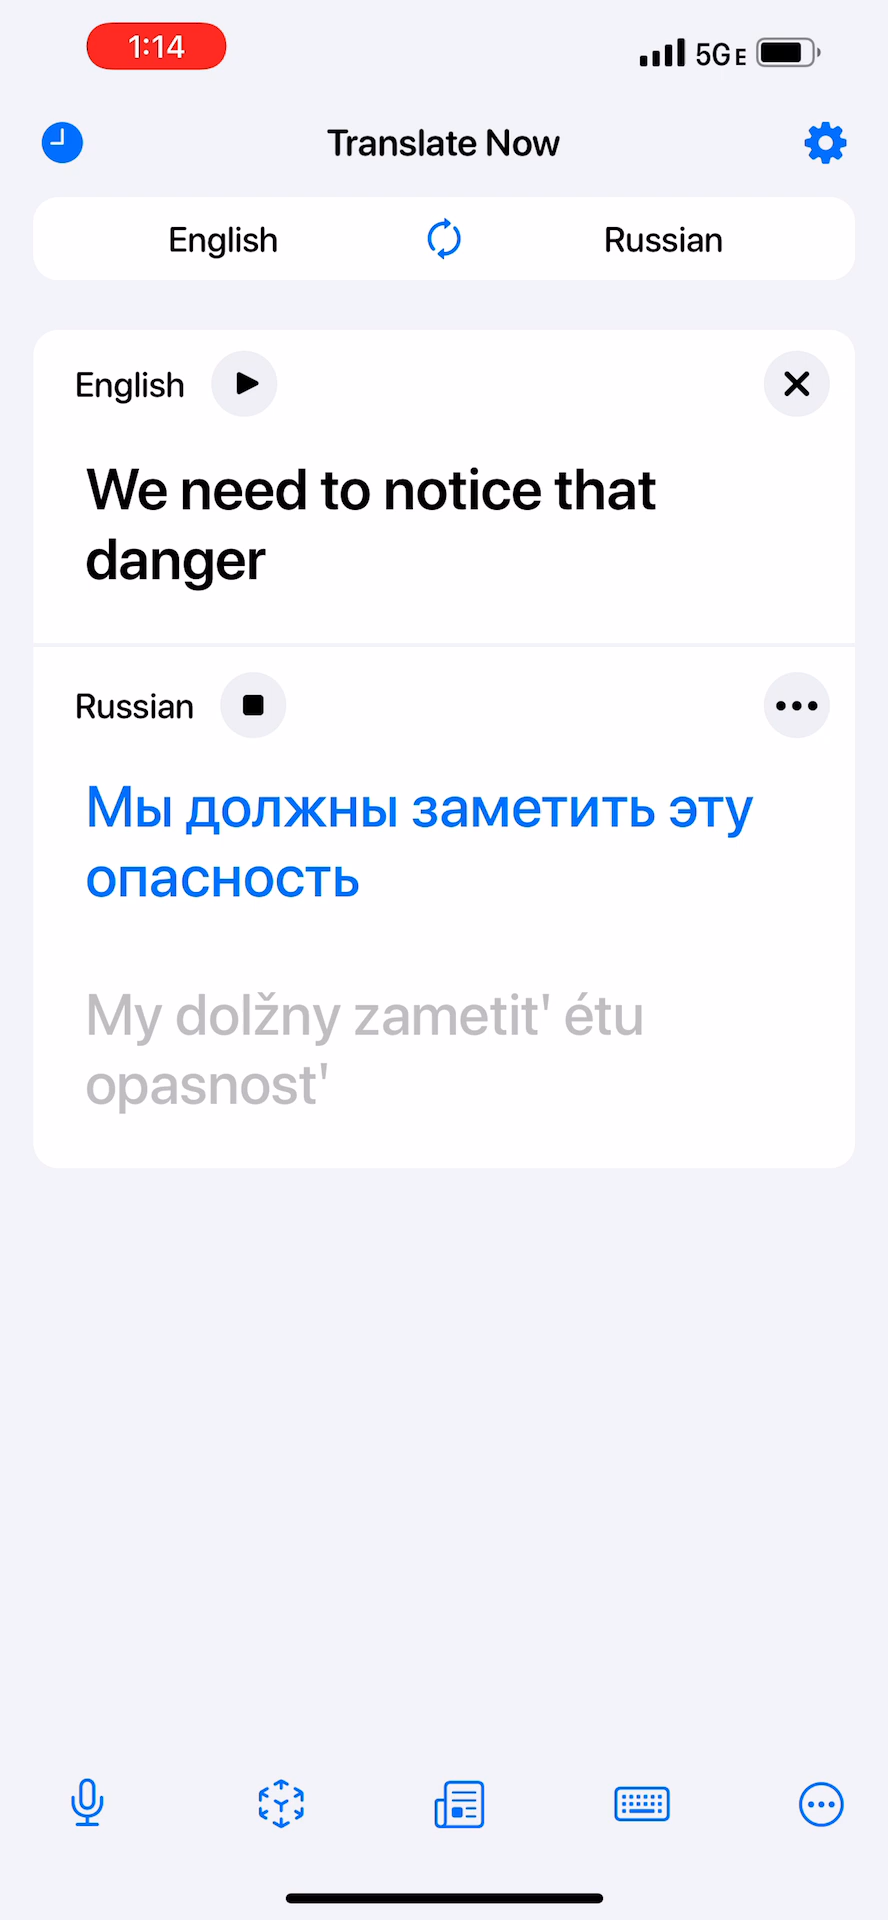 1:14
5GE
Translate Now
English
Russian
English
We need to notice that
danger
Russian
Мы должны заметить эту
опасность
My dolžny zametit' étu
opasnost'